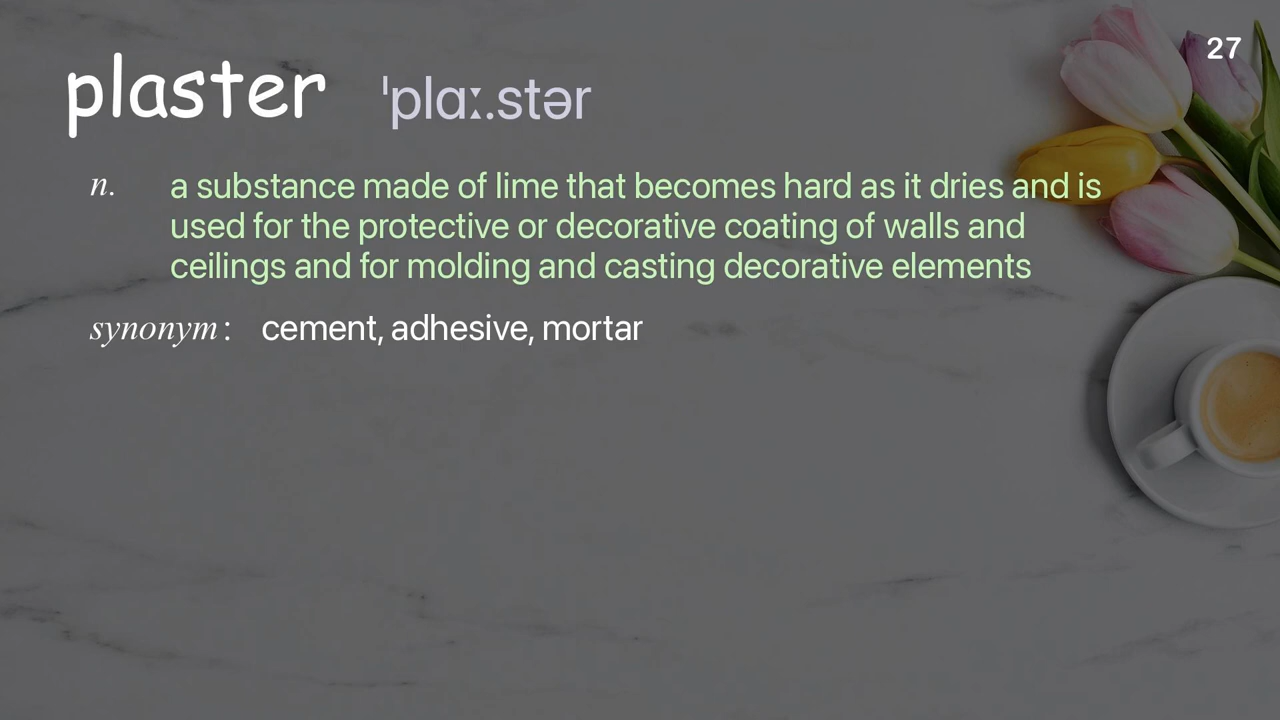 27
plaster ˈplɑː.stər
n. a substance made of lime that becomes hard as it dries and is
used for the protective or decorative coating of walls and
ceilings and for molding and casting decorative elements
synonym: cement, adhesive, mortar